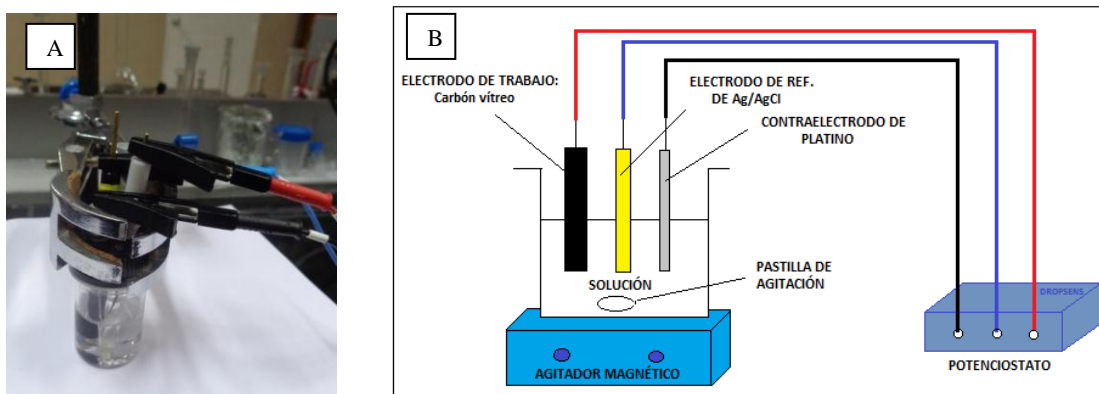 A
B
ELECTRODO DE TRABAJO:
Carbón vítreo
ELECTRODO DE REF.
DE Ag/AgCl
CONTRAELECTRODO DE
PLATINO
SOLUCIÓN
PASTILLA DE
AGITACIÓN
DROPSENS
AGITADOR MAGNÉTICO
POTENCIOSTATO